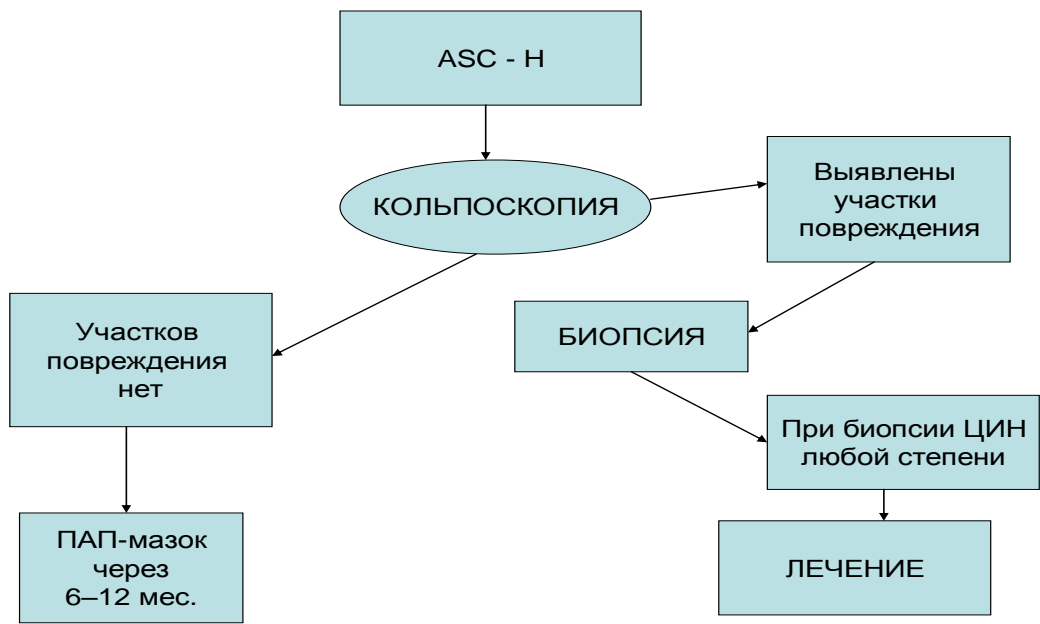 ASC - H
КОЛЬПОСКОПИЯ
Выявлены
участки
повреждения
Участков
повреждения
нет
БИОПСИЯ
При биопсии ЦИН
любой степени
ПАП-мазок
через
6–12 мес.
ЛЕЧЕНИЕ